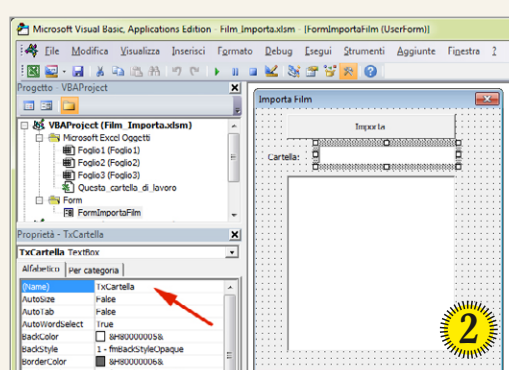 Microsoft Visual Basic, Applications Edition - Film_Importa.xlsm - [FormImportaFilm (UserForm)]
File Modifica Visualizza Inserisci Formato Debug Esegui Strumenti Aggiunte Finestra ?
Progetto - VBAProject
VBAProject (Film_Importa.xlsm)
Microsoft Excel Oggetti
Foglio1 (Foglio1)
Foglio2 (Foglio2)
Foglio3 (Foglio3)
Questa_cartella_di_lavoro
Form
FormImportaFilm
Proprietà - TxCartella
TxCartella TextBox
Alfabetico Per categoria
(Name) TxCartella
AutoSize False
AutoTab False
AutoWordSelect True
BackColor &H80000005&
BackStyle 1 - fmBackStyleOpaque
BorderColor &H80000006&
Importa Film
Importa
Cartella:
2